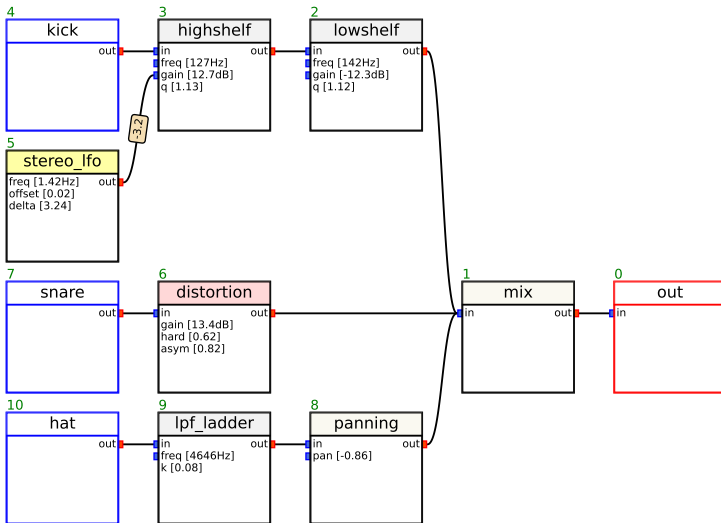 4
kick
out
3
highshelf
in out
freq [127Hz]
gain [12.7dB]
q [1.13]
2
lowshelf
in out
freq [142Hz]
gain [-12.3dB]
q [1.12]
-3.2
5
stereo_lfo
freq [1.42Hz] out
offset [0.02]
delta [3.24]
7
snare
out
6
distortion
in out
gain [13.4dB]
hard [0.62]
asym [0.82]
1
mix
in out
0
out
in
10
hat
out
9
lpf_ladder
in out
freq [4646Hz]
k [0.08]
8
panning
in out
pan [-0.86]